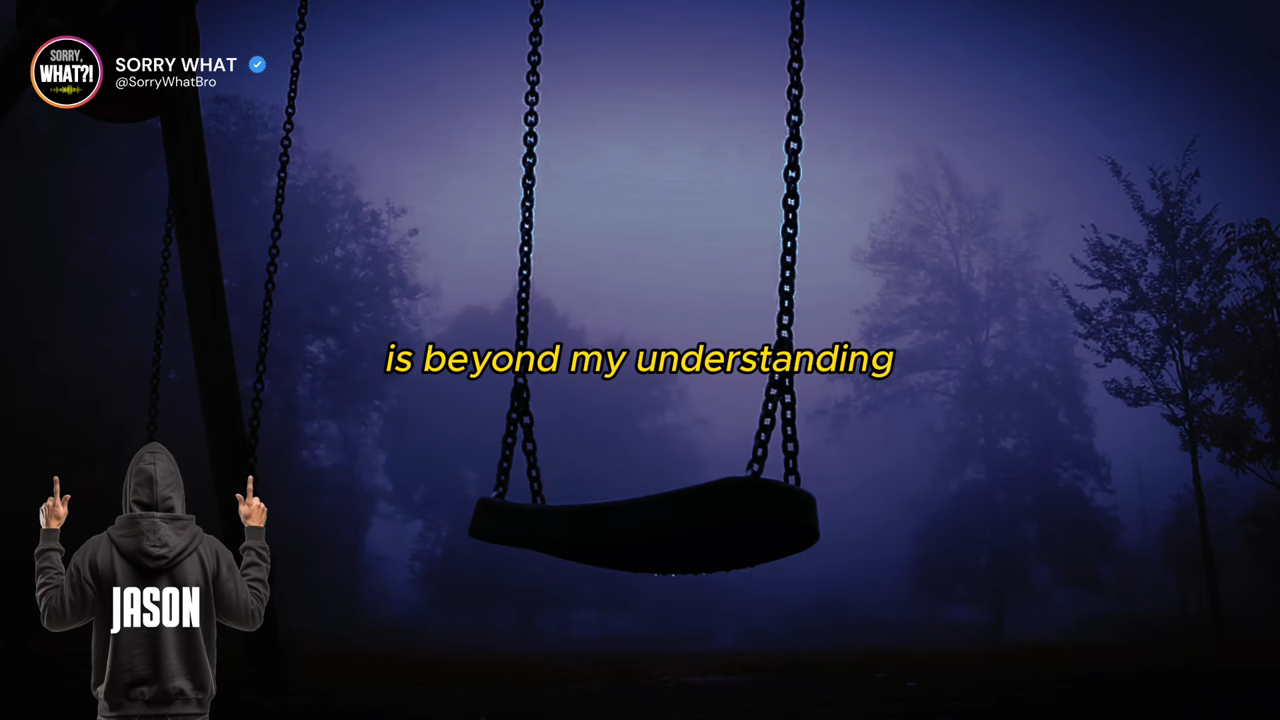 SORRY,
WHAT?!
SORRY WHAT
@SorryWhatBro
is beyond my understanding
JASON